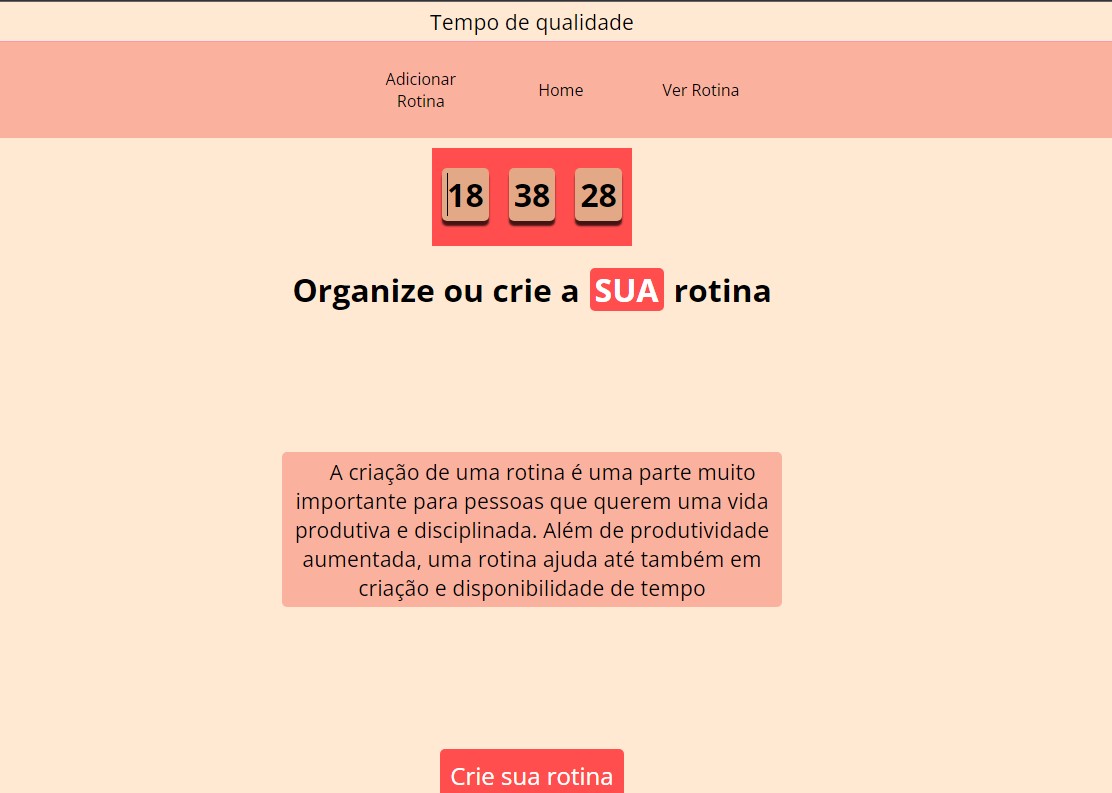 Tempo de qualidade
Adicionar
Rotina
Home
Ver Rotina
18 38 28
Organize ou crie a SUA rotina
A criação de uma rotina é uma parte muito
importante para pessoas que querem uma vida
produtiva e disciplinada. Além de produtividade
aumentada, uma rotina ajuda até também em
criação e disponibilidade de tempo
Crie sua rotina